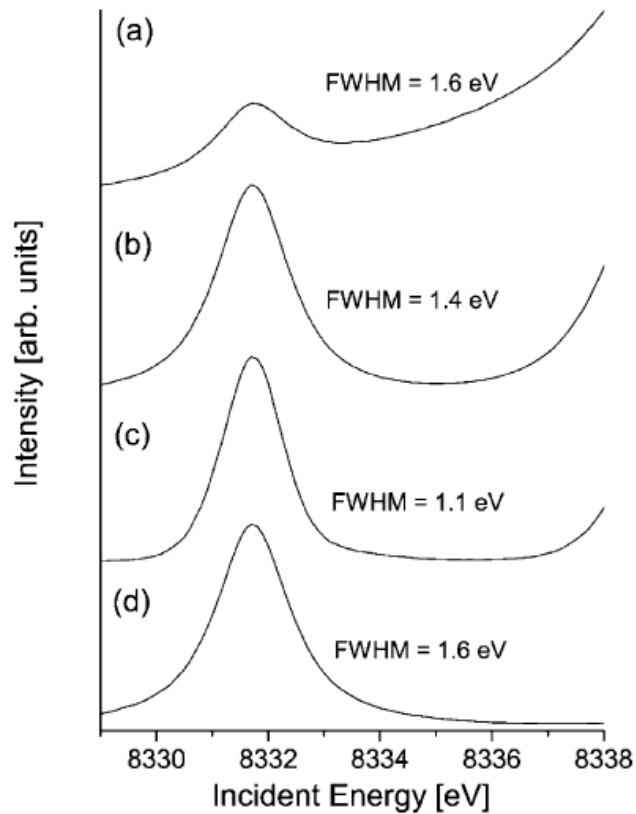 (a)
FWHM = 1.6 eV
(b)
FWHM = 1.4 eV
(c)
FWHM = 1.1 eV
(d)
FWHM = 1.6 eV
Intensity [arb. units]
8330 8332 8334 8336 8338
Incident Energy [eV]